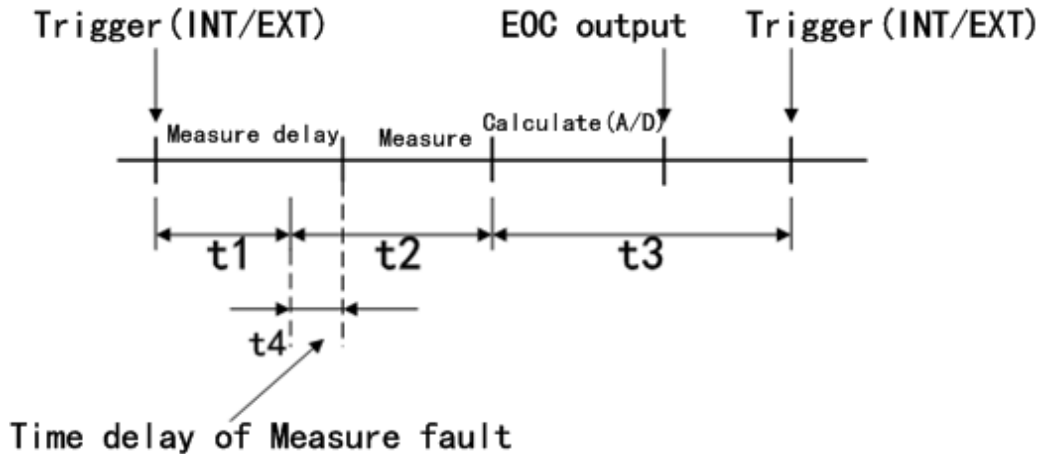 Trigger(INT/EXT)
EOC output
Trigger(INT/EXT)
Measure delay
Measure
Calculate(A/D)
t1
t2
t3
t4
Time delay of Measure fault